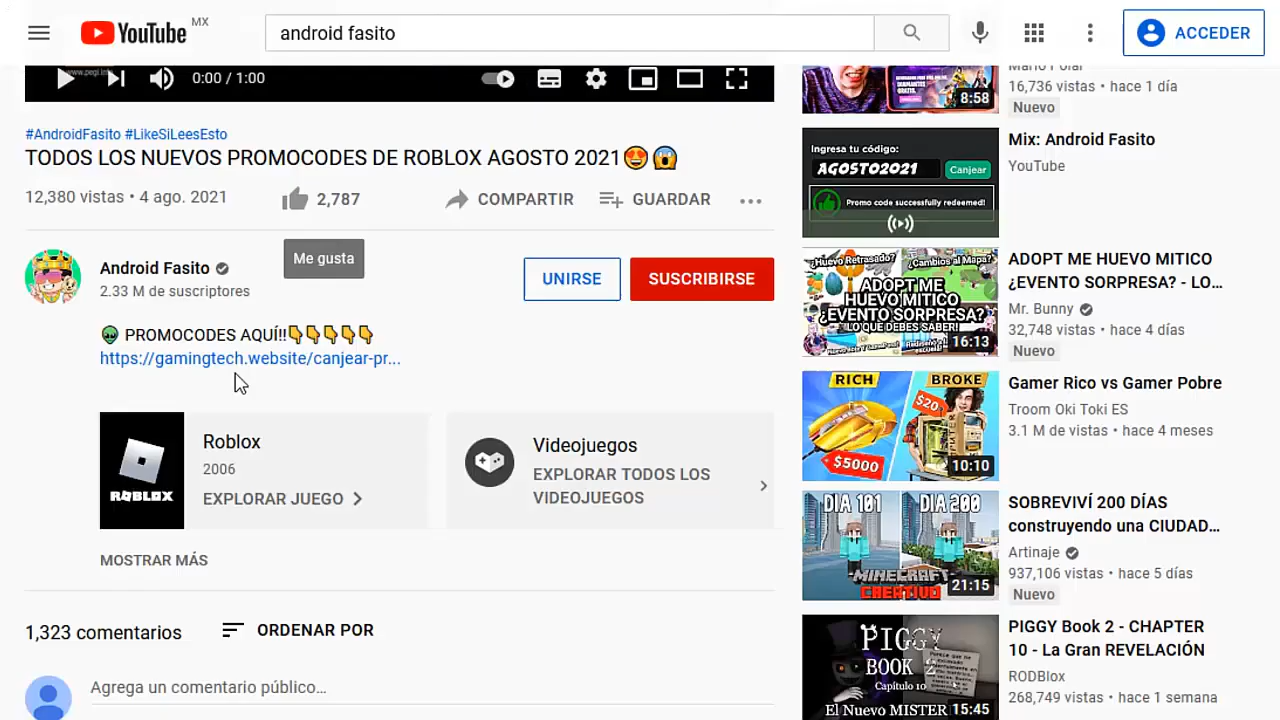 YouTube MX
android fasito
ACCEDER
0:00 / 1:00
#AndroidFasito #LikeSiLeesEsto
TODOS LOS NUEVOS PROMOCODES DE ROBLOX AGOSTO 2021😍😱
12,380 vistas • 4 ago. 2021
2,787
COMPARTIR
GUARDAR
Me gusta
Android Fasito
2.33 M de suscriptores
UNIRSE
SUSCRIBIRSE
👽 PROMOCODES AQUÍ!!👇👇👇👇👇
https://gamingtech.website/canjear-pr...
ROBLOX
Roblox
2006
EXPLORAR JUEGO
Videojuegos
EXPLORAR TODOS LOS
VIDEOJUEGOS
MOSTRAR MÁS
1,323 comentarios
ORDENAR POR
Agrega un comentario público...
8:58
Mario Polar
16,736 vistas • hace 1 día
Nuevo
Ingresa tu código:
AGOSTO2021
Canjear
Promo code successfully redeemed!
Mix: Android Fasito
YouTube
¿Huevo Retrasado?
¿Cambios al Mapa?
ADOPT ME
HUEVO MITICO
¿EVENTO SORPRESA?
LO QUE DEBES SABER!
16:13
ADOPT ME HUEVO MITICO
¿EVENTO SORPRESA? - LO...
Mr. Bunny
32,748 vistas • hace 4 días
Nuevo
RICH
BROKE
$20
$5000
10:10
Gamer Rico vs Gamer Pobre
Troom Oki Toki ES
3.1 M de vistas • hace 4 meses
DIA 101
DIA 200
MINECRAFT
CREATIVO
21:15
SOBREVIVÍ 200 DÍAS
construyendo una CIUDAD...
Artinaje
937,106 vistas • hace 5 días
Nuevo
PIGGY
BOOK 2
Capitulo 10
El Nuevo MISTER
15:45
PIGGY Book 2 - CHAPTER
10 - La Gran REVELACIÓN
RODBlox
268,749 vistas • hace 1 semana